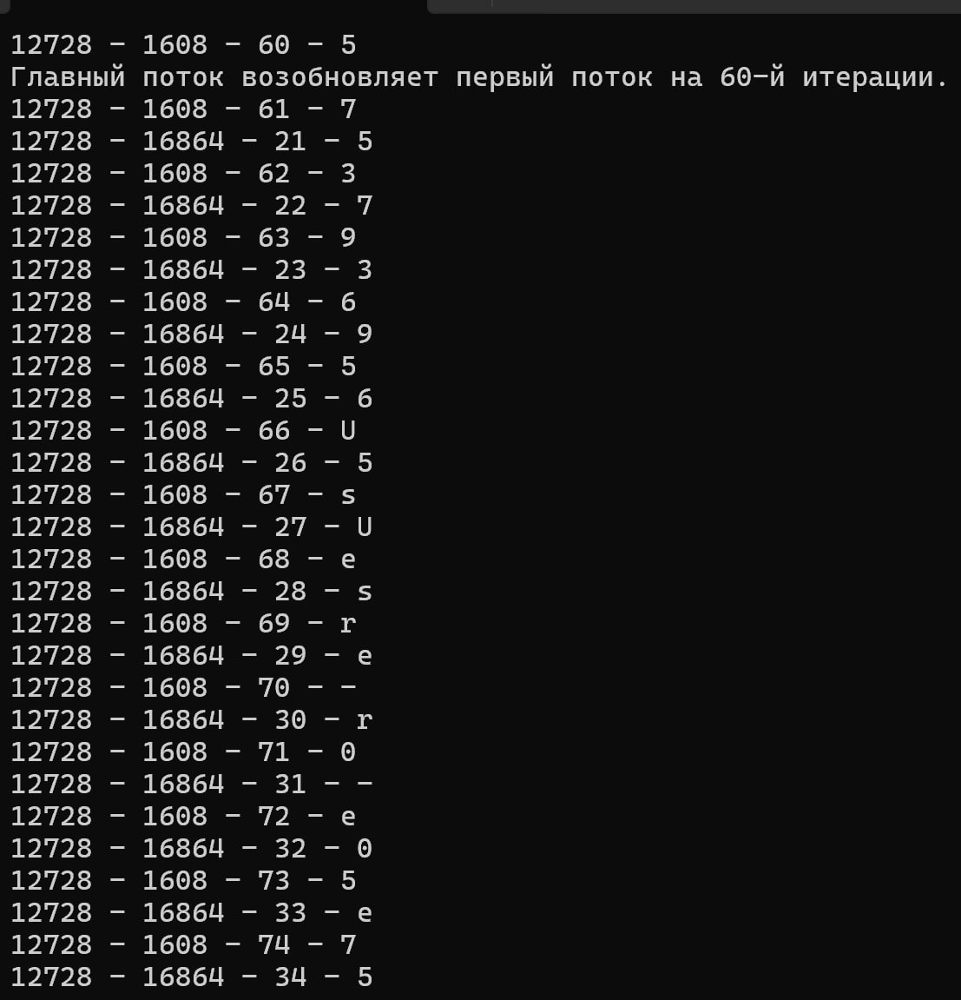 12728 - 1608 - 60 - 5
Главный поток возобновляет первый поток на 60-й итерации.
12728 - 1608 - 61 - 7
12728 - 16864 - 21 - 5
12728 - 1608 - 62 - 3
12728 - 16864 - 22 - 7
12728 - 1608 - 63 - 9
12728 - 16864 - 23 - 3
12728 - 1608 - 64 - 6
12728 - 16864 - 24 - 9
12728 - 1608 - 65 - 5
12728 - 16864 - 25 - 6
12728 - 1608 - 66 - U
12728 - 16864 - 26 - 5
12728 - 1608 - 67 - s
12728 - 16864 - 27 - U
12728 - 1608 - 68 - e
12728 - 16864 - 28 - s
12728 - 1608 - 69 - r
12728 - 16864 - 29 - e
12728 - 1608 - 70 - -
12728 - 16864 - 30 - r
12728 - 1608 - 71 - 0
12728 - 16864 - 31 - -
12728 - 1608 - 72 - e
12728 - 16864 - 32 - 0
12728 - 1608 - 73 - 5
12728 - 16864 - 33 - e
12728 - 1608 - 74 - 7
12728 - 16864 - 34 - 5